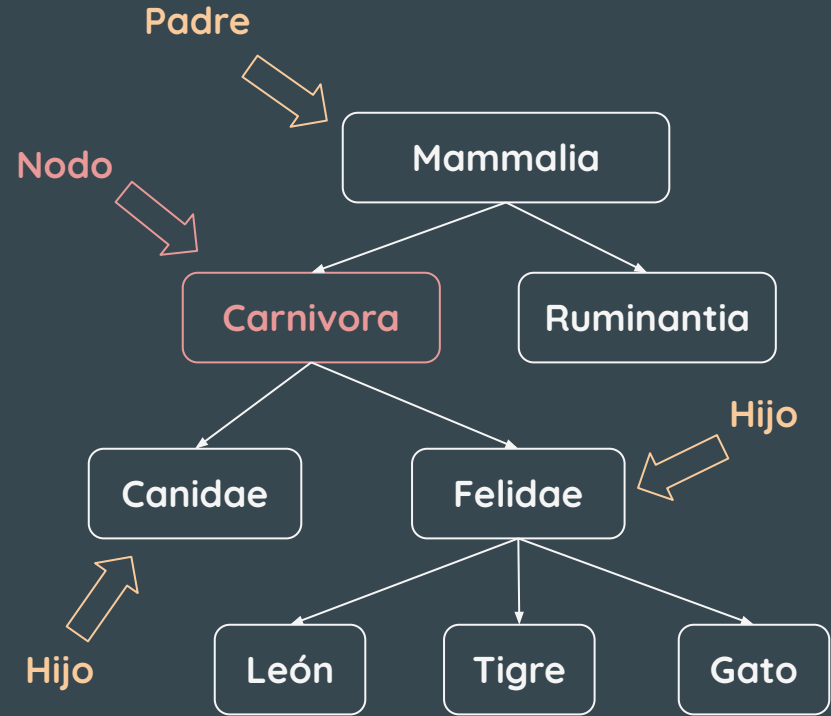 Padre
Mammalia
Nodo
Carnivora
Ruminantia
Hijo
Canidae
Felidae
Hijo
León
Tigre
Gato